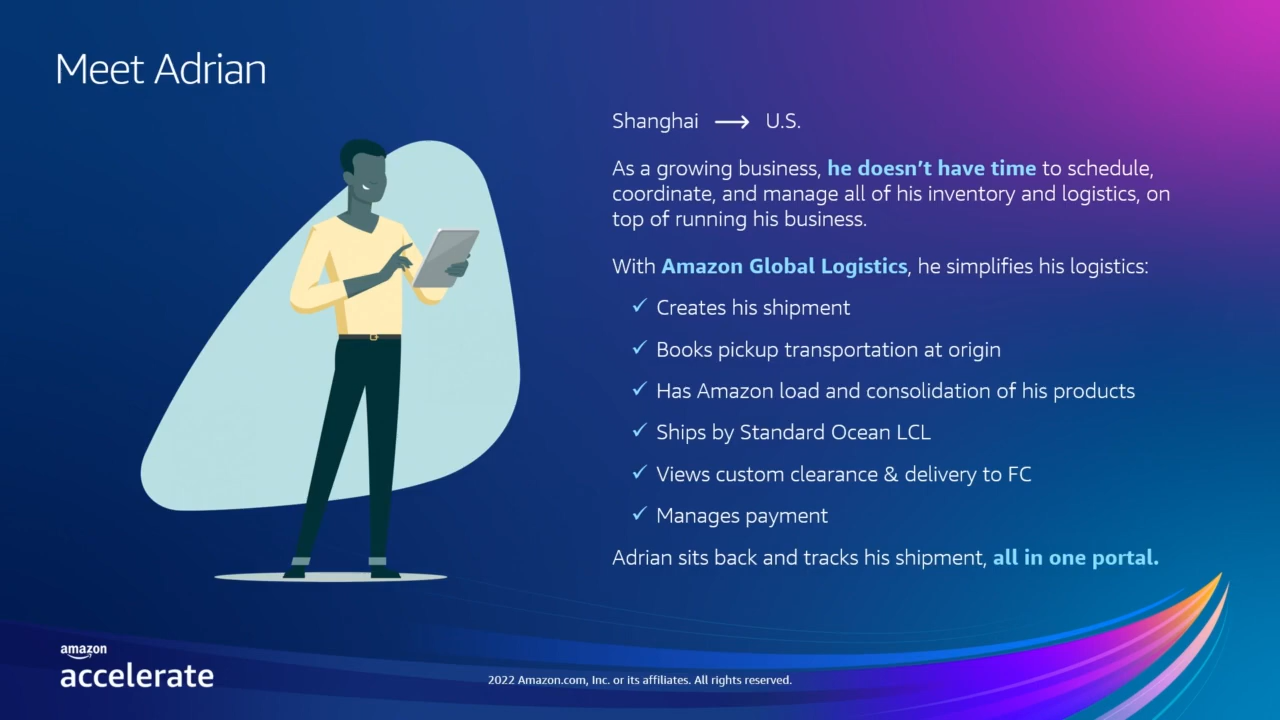 Meet Adrian
Shanghai → U.S.
As a growing business, he doesn’t have time to schedule,
coordinate, and manage all of his inventory and logistics, on
top of running his business.
With Amazon Global Logistics, he simplifies his logistics:
✓ Creates his shipment
✓ Books pickup transportation at origin
✓ Has Amazon load and consolidation of his products
✓ Ships by Standard Ocean LCL
✓ Views custom clearance & delivery to FC
✓ Manages payment
Adrian sits back and tracks his shipment, all in one portal.
amazon
accelerate
2022 Amazon.com, Inc. or its affiliates. All rights reserved.